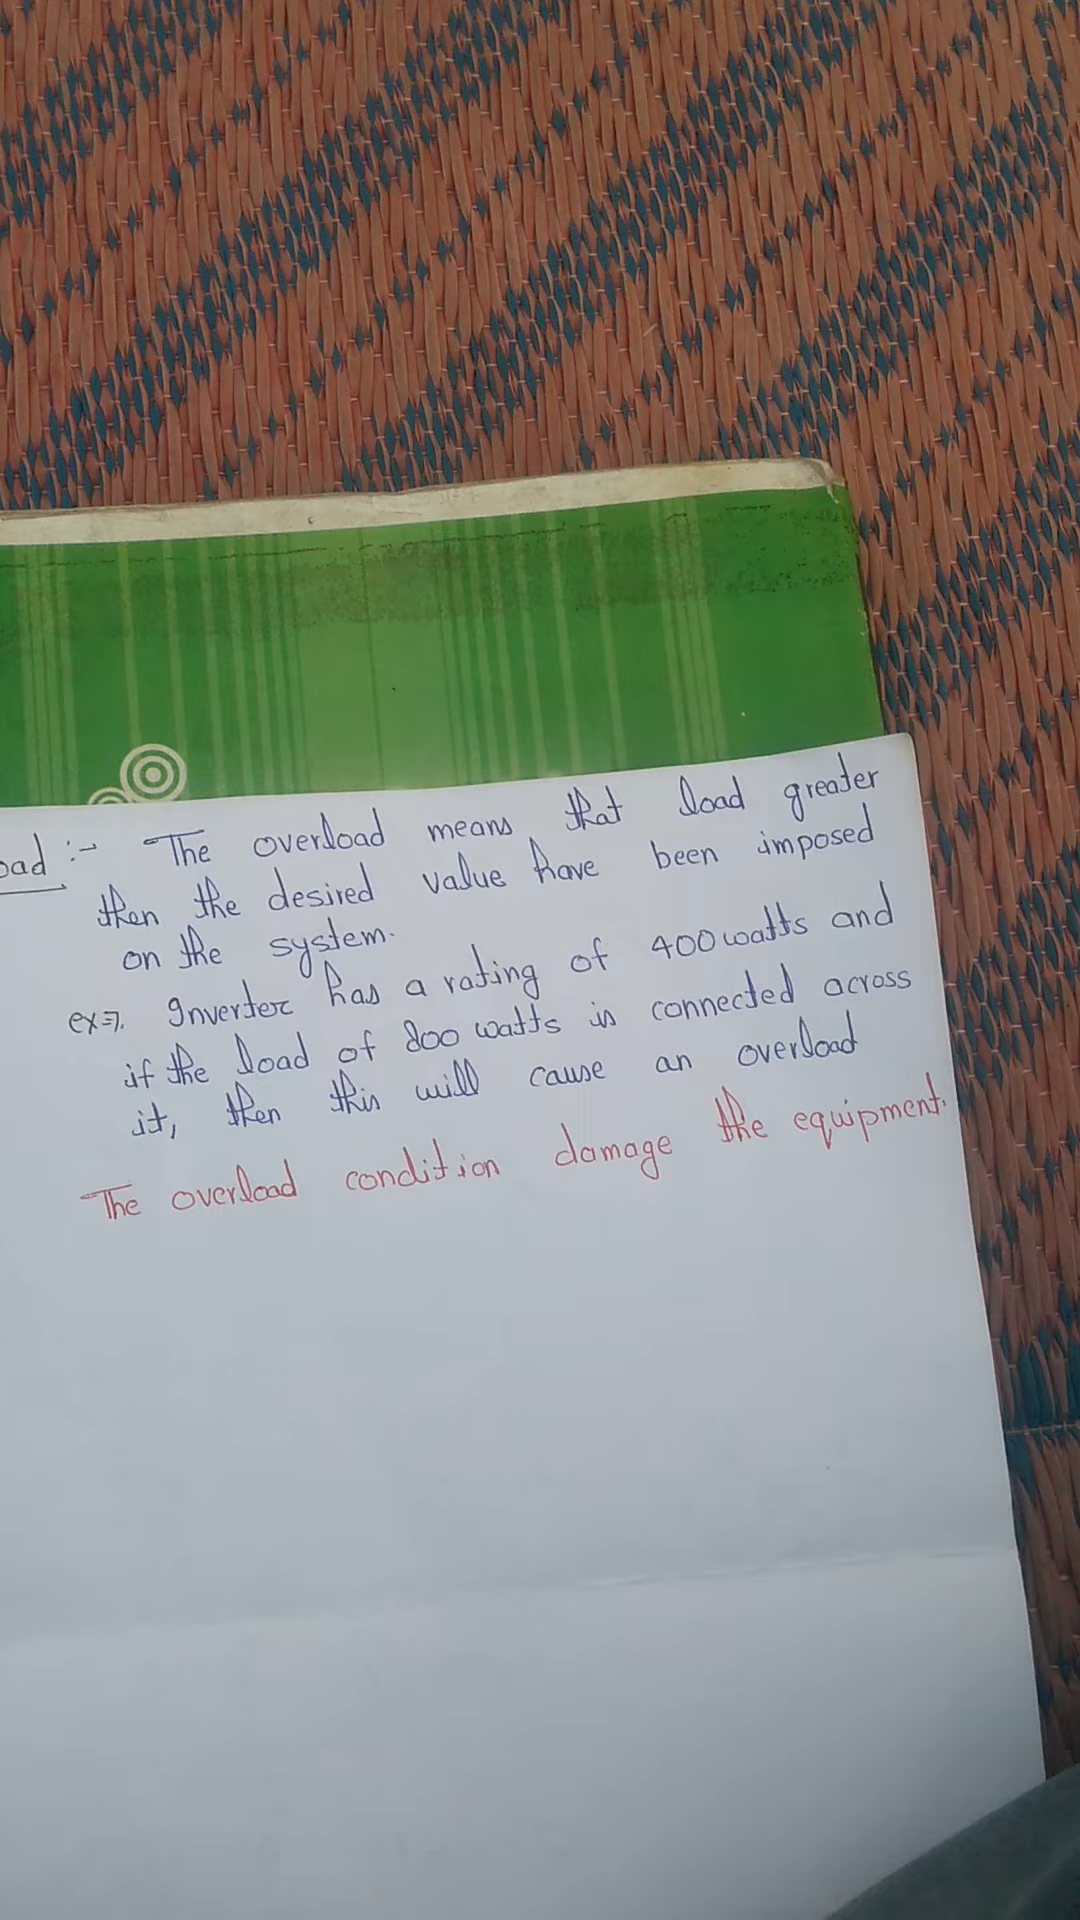 oad :- The overload means that load greater
then the desired value have been imposed
on the system.
ex⇒. Inverter has a rating of 400 watts and
if the load of 800 watts is connected across
it, then this will cause an overload
The overload condition damage the equipment.